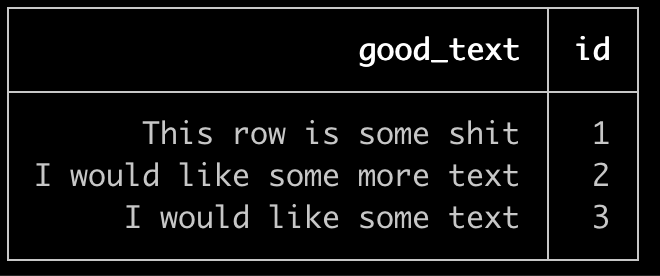 good_text id
This row is some shit 1
I would like some more text 2
I would like some text 3